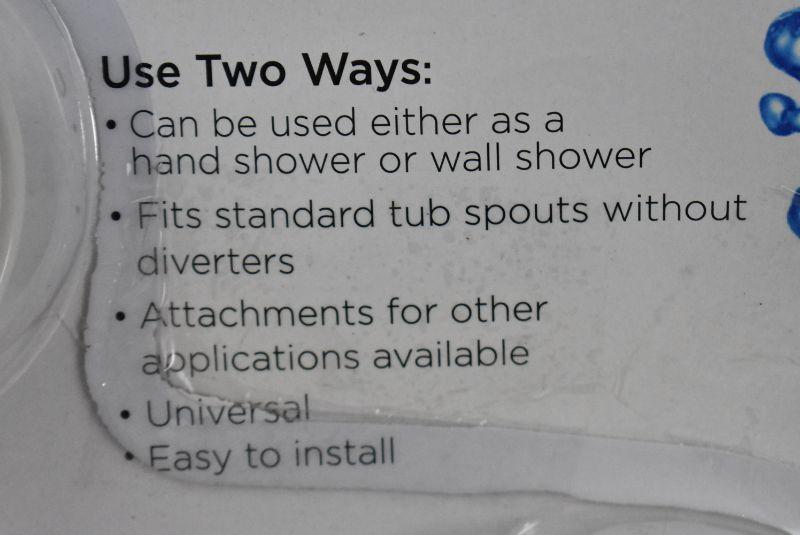 Use Two Ways:
• Can be used either as a
hand shower or wall shower
• Fits standard tub spouts without
diverters
• Attachments for other
applications available
• Universal
• Easy to install